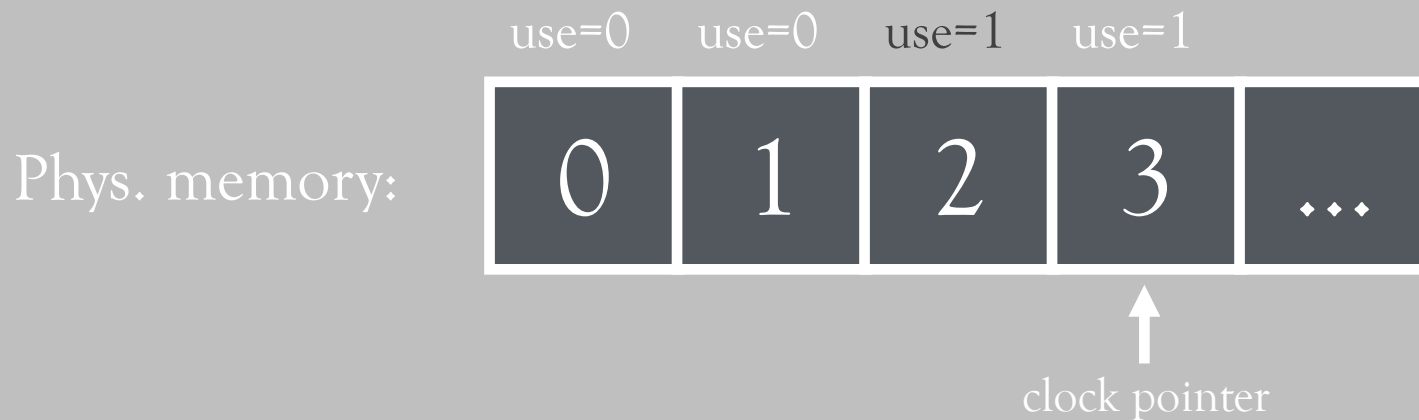 use=0 use=0 use=1 use=1
Phys. memory: 0 1 2 3 ...
clock pointer